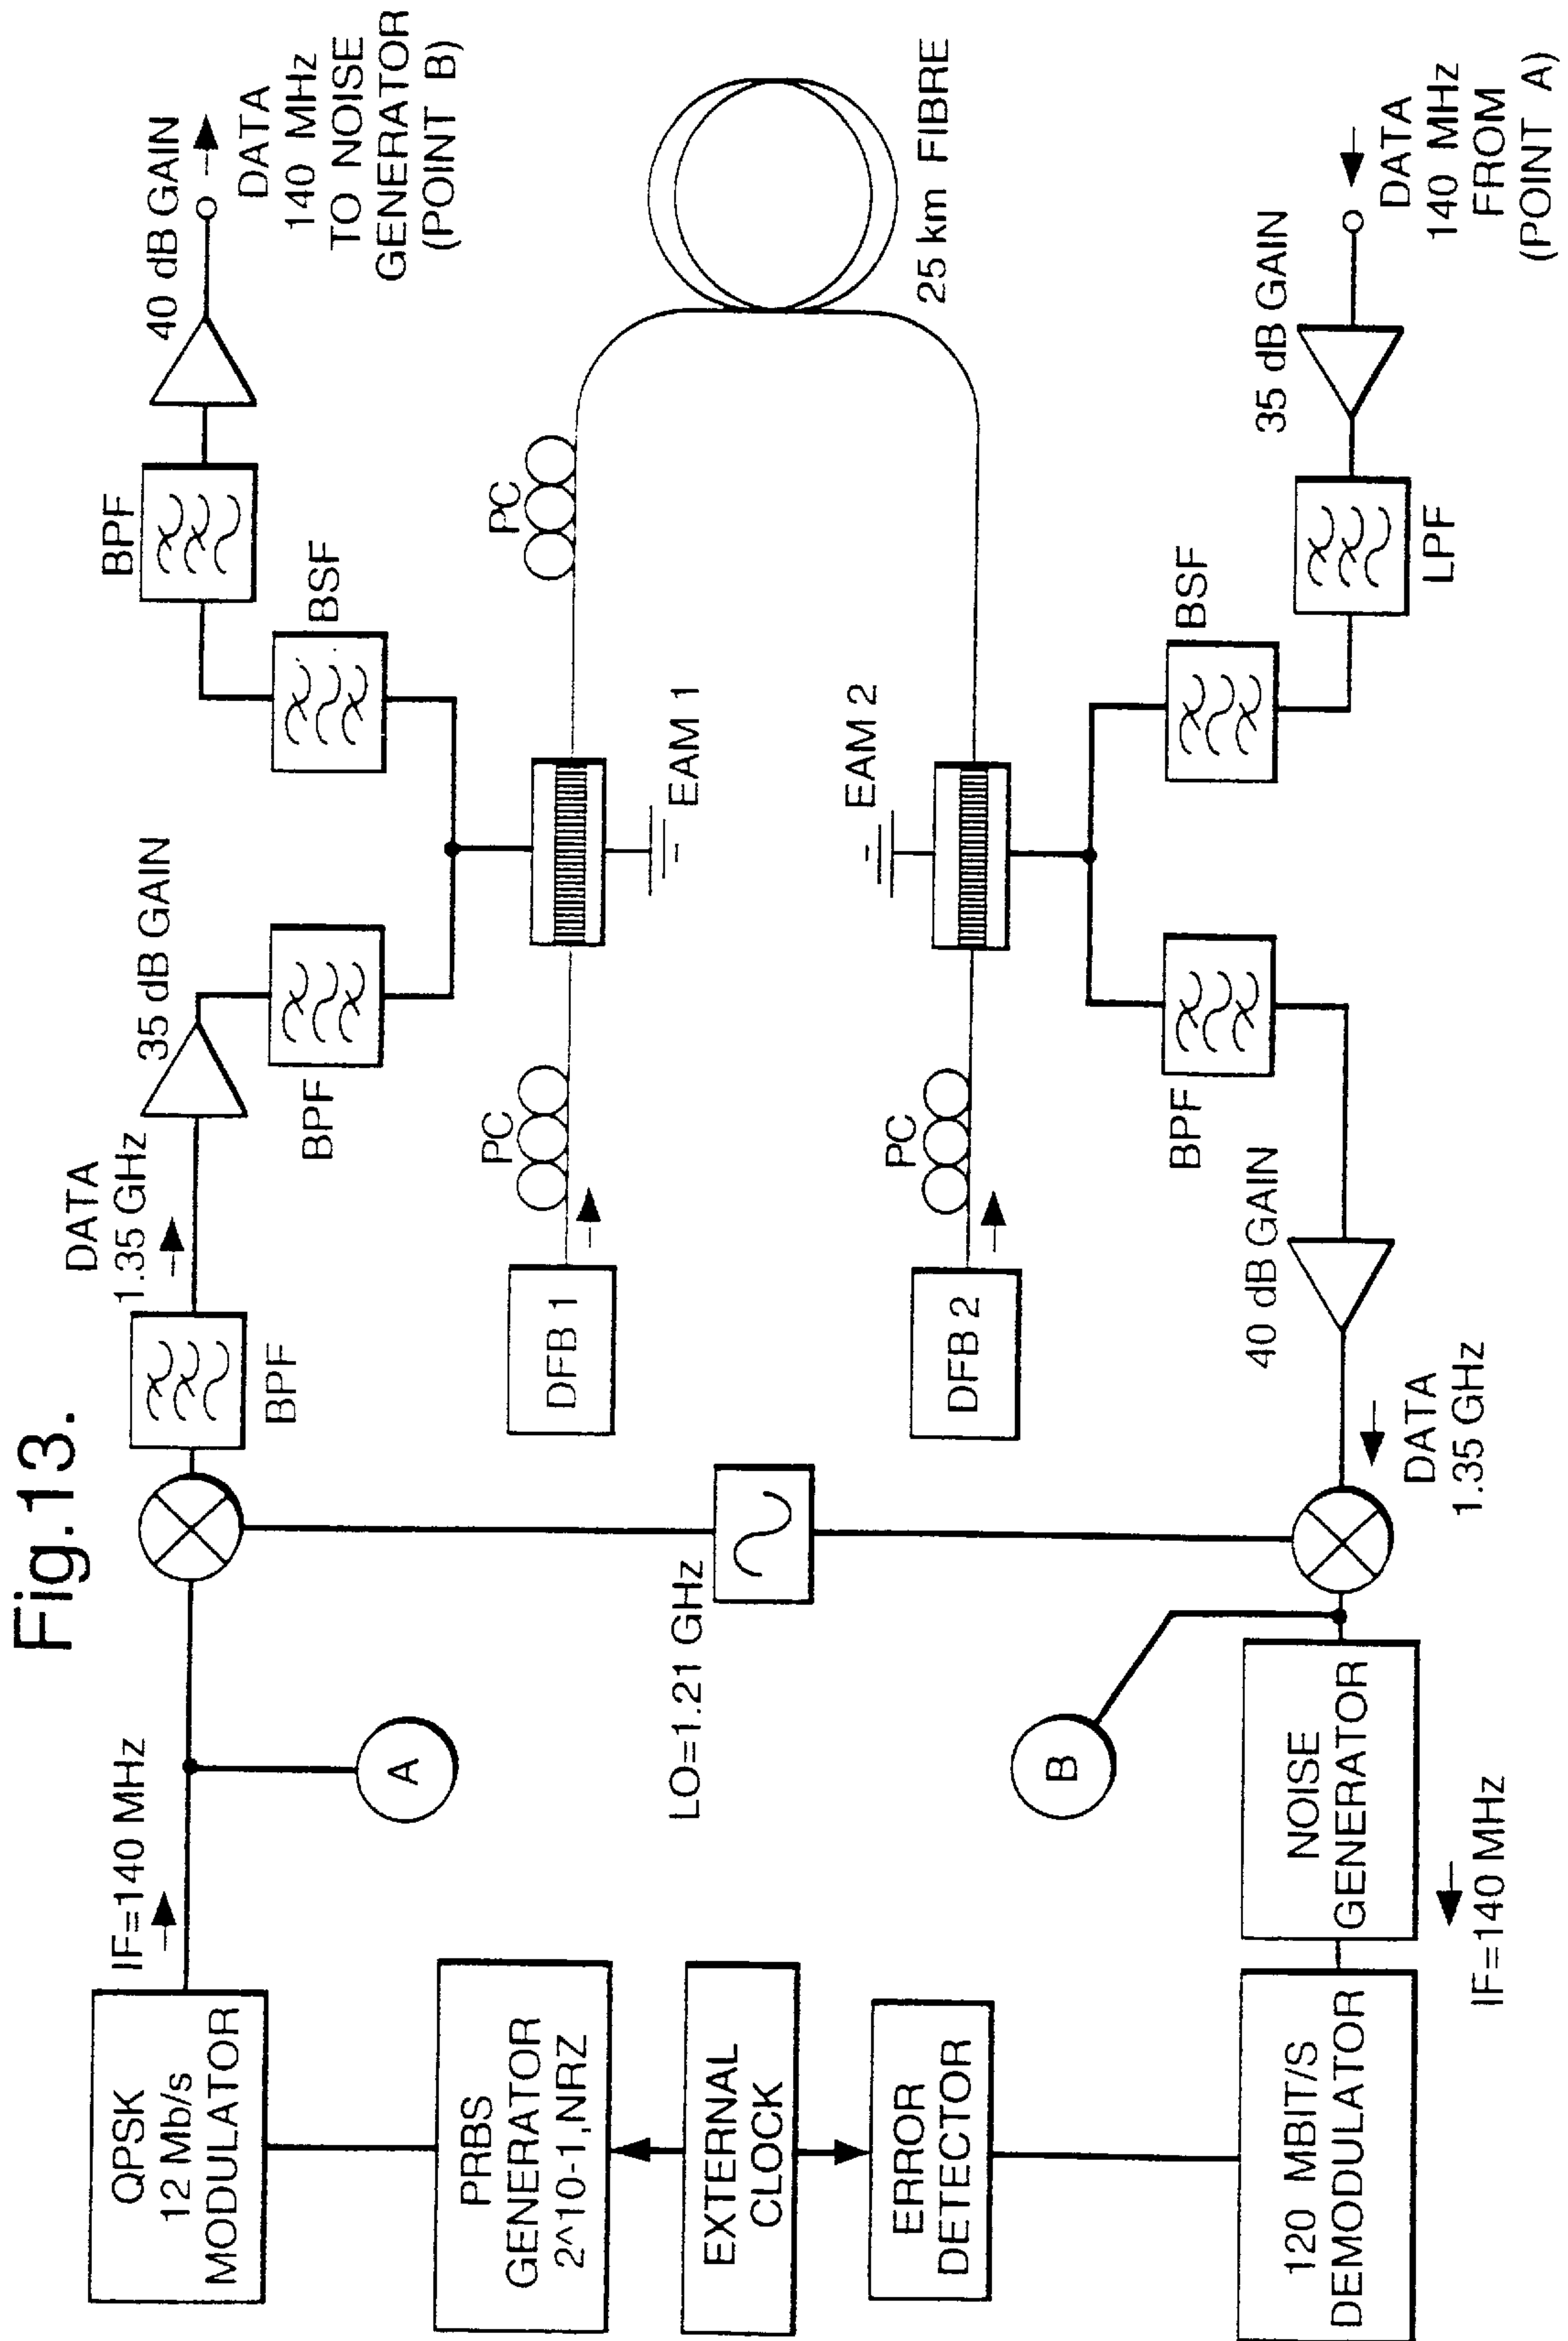 Fig.13.
QPSK
12 Mb/s
MODULATOR
IF=140 MHz
A
BPF
DATA
1.35 GHz
35 dB GAIN
BPF
BSF
BPF
40 dB GAIN
DATA
140 MHz
TO NOISE
GENERATOR
(POINT B)
PRBS
GENERATOR
2^10-1,NRZ
EXTERNAL
CLOCK
ERROR
DETECTOR
LO=1.21 GHz
DFB 1
PC
EAM 1
PC
25 km FIBRE
DFB 2
PC
EAM 2
B
120 MBIT/S
DEMODULATOR
NOISE
GENERATOR
IF=140 MHz
DATA
1.35 GHz
40 dB GAIN
BPF
BSF
LPF
35 dB GAIN
DATA
140 MHz
FROM
(POINT A)